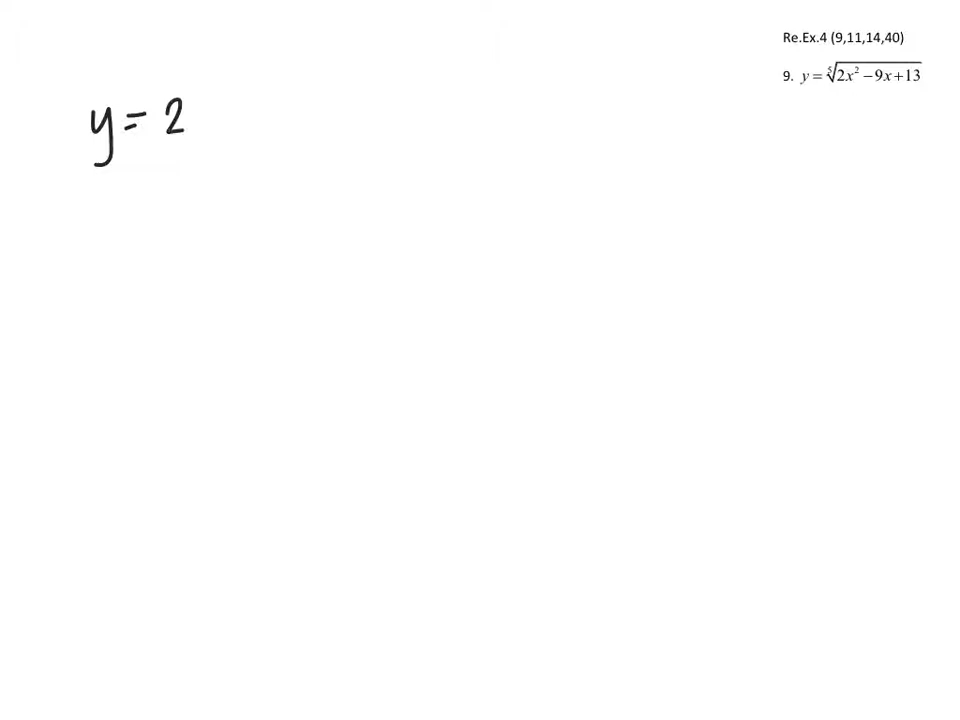 Re.Ex.4 (9,11,14,40)
9. y = ⁵√(2x² − 9x + 13)
y = 2